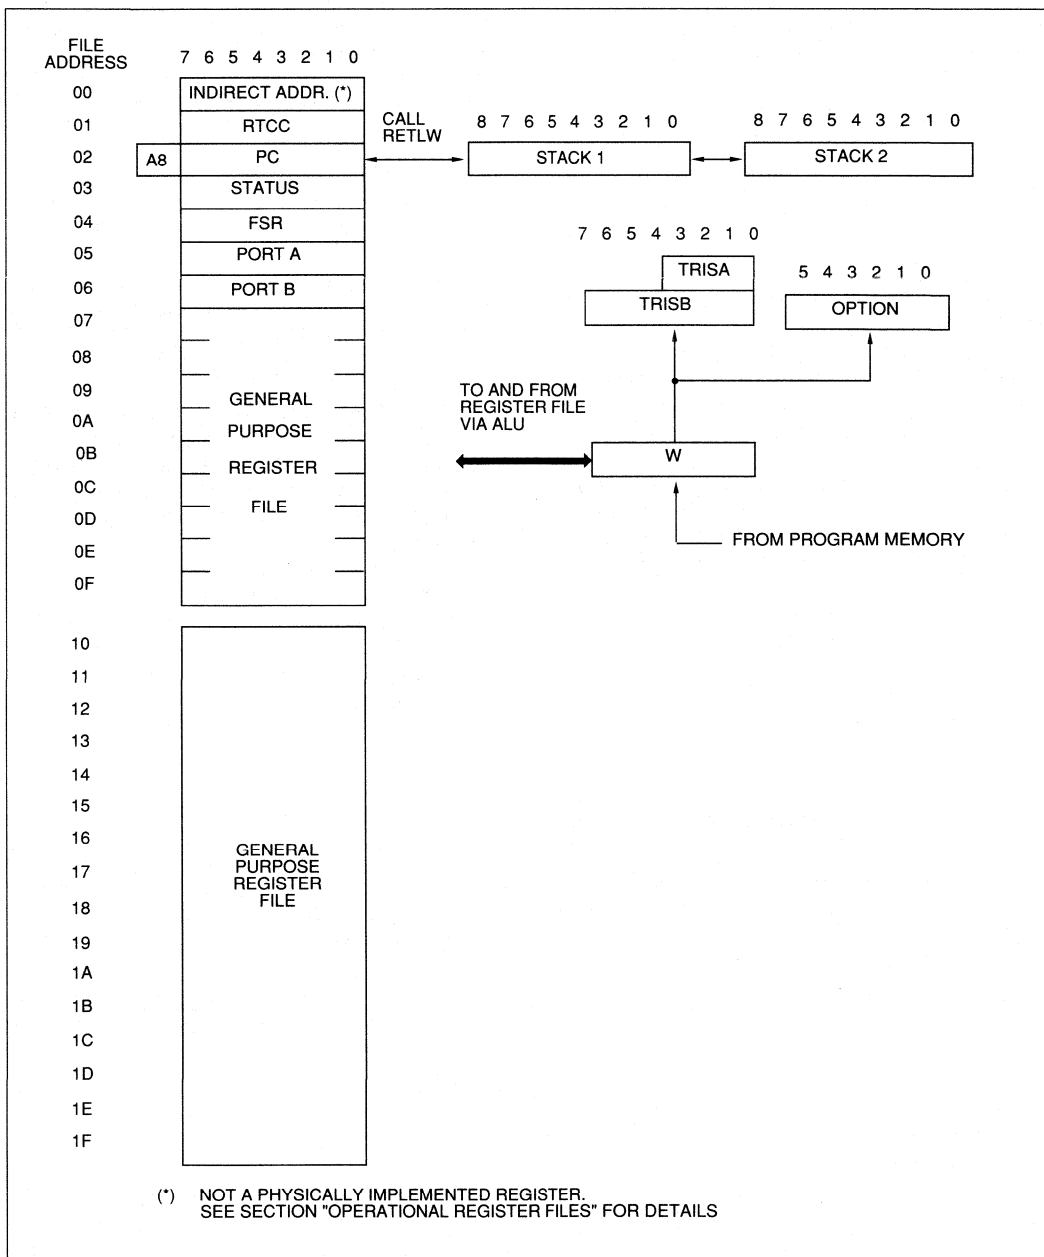 FILE
ADDRESS
7 6 5 4 3 2 1 0
00
INDIRECT ADDR. (*)
01
RTCC
CALL
RETLW
8 7 6 5 4 3 2 1 0
8 7 6 5 4 3 2 1 0
02
A8
PC
STACK 1
STACK 2
03
STATUS
04
FSR
05
PORT A
06
PORT B
7 6 5 4 3 2 1 0
TRISA
TRISB
5 4 3 2 1 0
OPTION
07
08
09
0A
0B
0C
0D
0E
0F
GENERAL
PURPOSE
REGISTER
FILE
TO AND FROM
REGISTER FILE
VIA ALU
W
FROM PROGRAM MEMORY
10
11
12
13
14
15
16
17
18
19
1A
1B
1C
1D
1E
1F
GENERAL
PURPOSE
REGISTER
FILE
(*) NOT A PHYSICALLY IMPLEMENTED REGISTER.
SEE SECTION "OPERATIONAL REGISTER FILES" FOR DETAILS